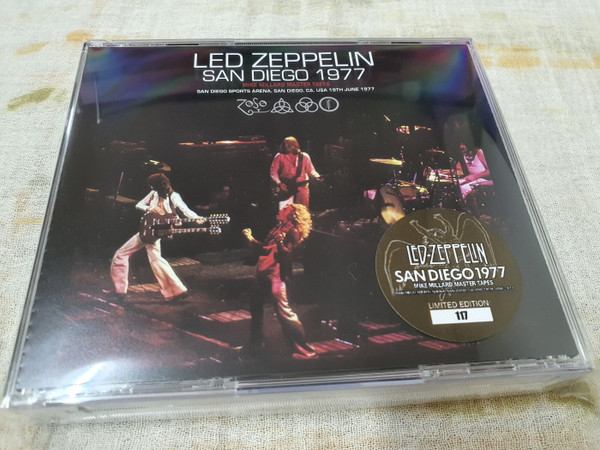 LED ZEPPELIN
SAN DIEGO 1977
MIKE MILLARD MASTER TAPES
SAN DIEGO SPORTS ARENA, SAN DIEGO, CA, USA 19TH JUNE 1977
LED-ZEPPELIN
SAN DIEGO 1977
MIKE MILLARD MASTER TAPES
LIMITED EDITION
117